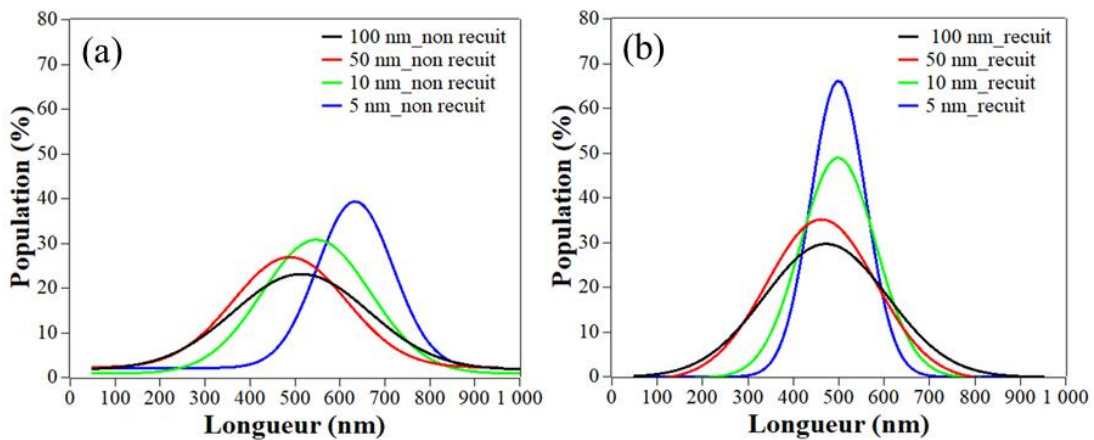 (a)
100 nm_non recuit
50 nm_non recuit
10 nm_non recuit
5 nm_non recuit
Population (%)
80
70
60
50
40
30
20
10
0
0 100 200 300 400 500 600 700 800 900 1 000
Longueur (nm)
(b)
100 nm_recuit
50 nm_recuit
10 nm_recuit
5 nm_recuit
Population (%)
80
70
60
50
40
30
20
10
0
0 100 200 300 400 500 600 700 800 900 1 000
Longueur (nm)